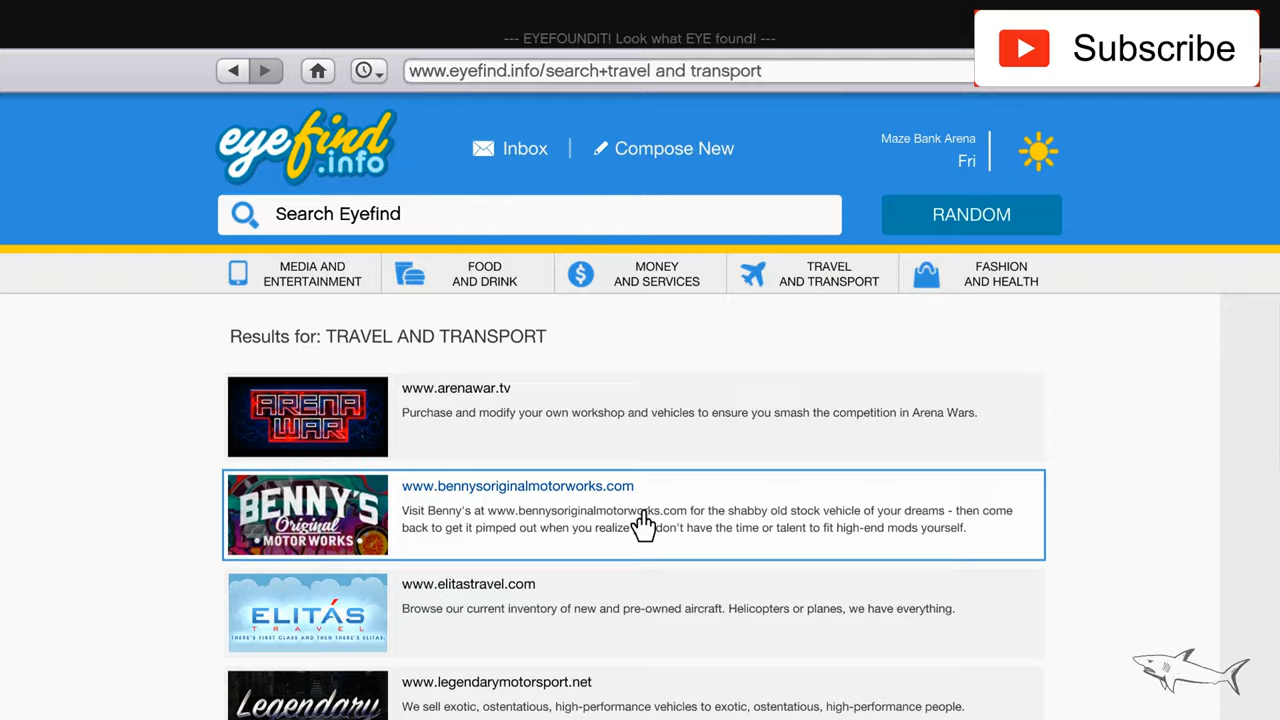 --- EYEFOUNDIT! Look what EYE found! ---
Subscribe
www.eyefind.info/search+travel and transport
eyefind
.info
Inbox
Compose New
Maze Bank Arena
Fri
Search Eyefind
RANDOM
MEDIA AND
ENTERTAINMENT
FOOD
AND DRINK
MONEY
AND SERVICES
TRAVEL
AND TRANSPORT
FASHION
AND HEALTH
Results for: TRAVEL AND TRANSPORT
ARENA
WAR
www.arenawar.tv
Purchase and modify your own workshop and vehicles to ensure you smash the competition in Arena Wars.
BENNY'S
Original
MOTOR WORKS
www.bennysoriginalmotorworks.com
Visit Benny's at www.bennysoriginalmotorworks.com for the shabby old stock vehicle of your dreams - then come
back to get it pimped out when you realize don't have the time or talent to fit high-end mods yourself.
ELITÁS
TRAVEL
THERE'S FIRST CLASS AND THEN THERE'S ELITAS.
www.elitastravel.com
Browse our current inventory of new and pre-owned aircraft. Helicopters or planes, we have everything.
Legendary
www.legendarymotorsport.net
We sell exotic, ostentatious, high-performance vehicles to exotic, ostentatious, high-performance people.